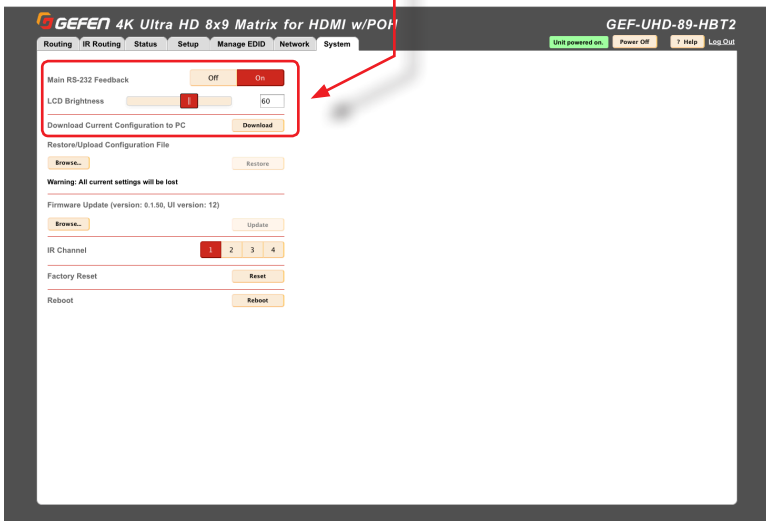 GEFEN 4K Ultra HD 8x9 Matrix for HDMI w/POH GEF-UHD-89-HBT2
Routing IR Routing Status Setup Manage EDID Network System Unit powered on. Power Off ? Help Log Out
Main RS-232 Feedback Off On
LCD Brightness 60
Download Current Configuration to PC Download
Restore/Upload Configuration File
Browse... Restore
Warning: All current settings will be lost
Firmware Update (version: 0.1.50, UI version: 12)
Browse... Update
IR Channel 1 2 3 4
Factory Reset Reset
Reboot Reboot